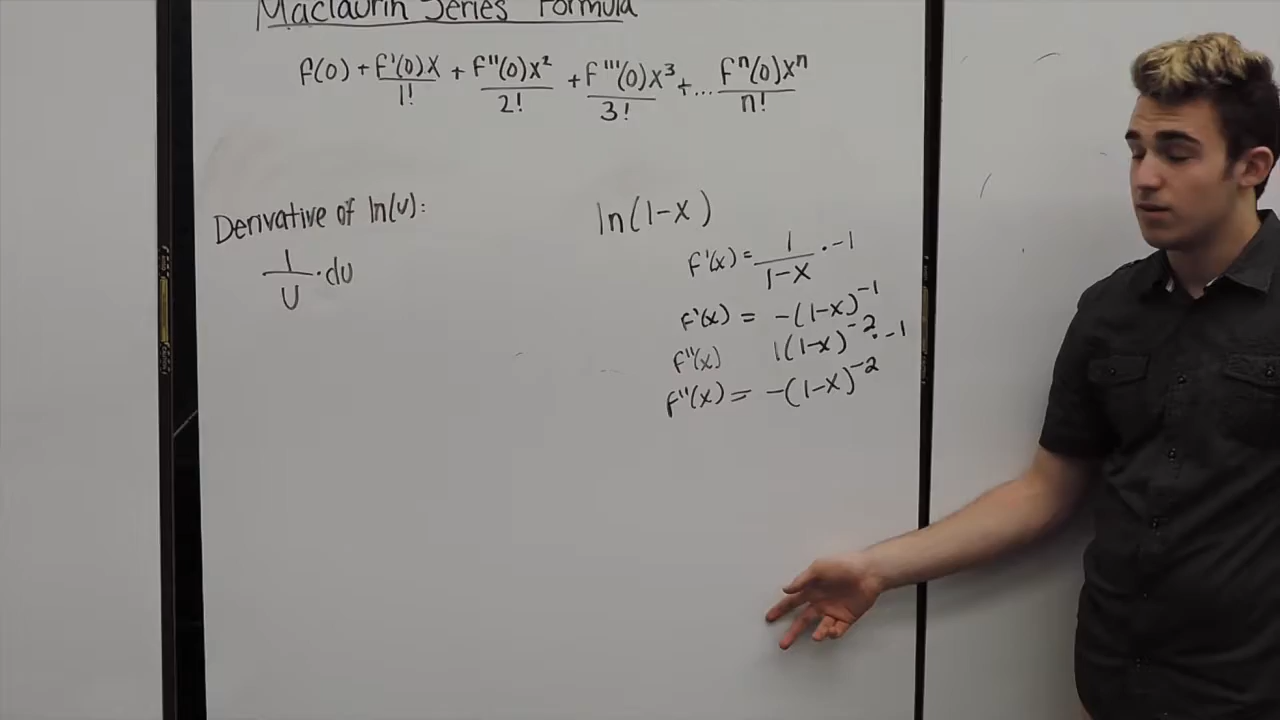 Maclaurin Series Formula
f(0) + f'(0)x/1! + f''(0)x²/2! + f'''(0)x³/3! + ... fⁿ(0)xⁿ/n!
Derivative of ln(u):
1/u · du
ln(1-x)
f'(x) = 1/1-x · -1
f'(x) = -(1-x)⁻¹
f''(x) 1(1-x)⁻² · -1
f''(x) = -(1-x)⁻²